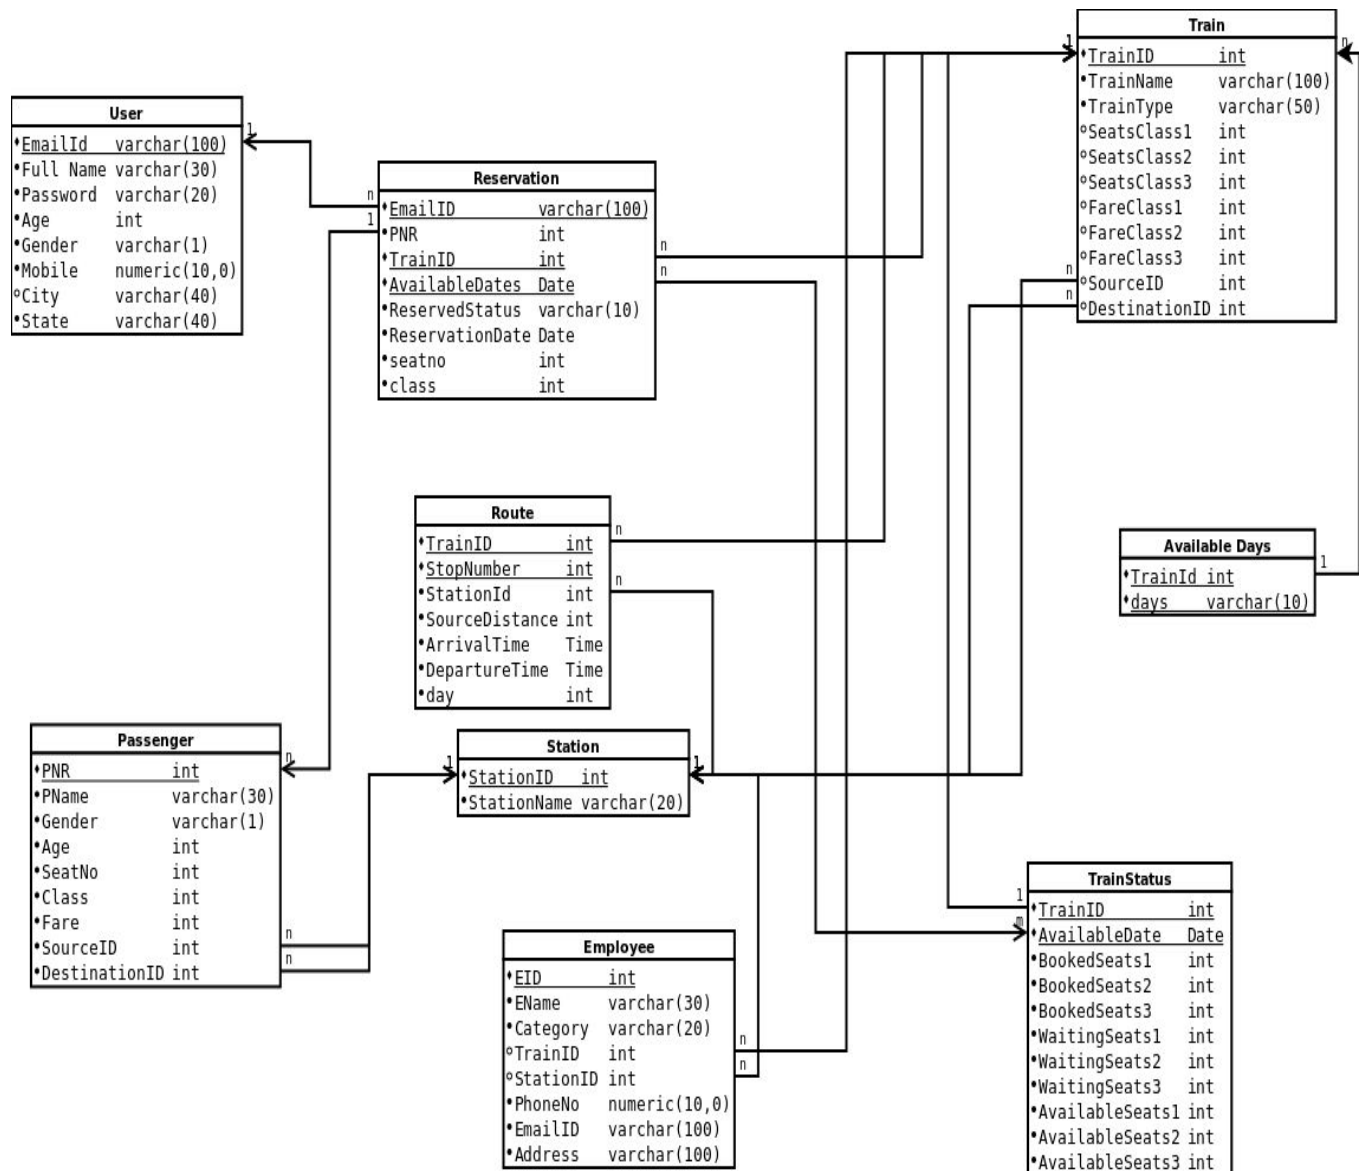 User
EmailId varchar(100)
Full Name varchar(30)
Password varchar(20)
Age int
Gender varchar(1)
Mobile numeric(10,0)
City varchar(40)
State varchar(40)
1
n
1
Reservation
EmailID varchar(100)
PNR int
TrainID int
AvailableDates Date
ReservedStatus varchar(10)
ReservationDate Date
seatno int
class int
n
n
1
n
Train
TrainID int
TrainName varchar(100)
TrainType varchar(50)
SeatsClass1 int
SeatsClass2 int
SeatsClass3 int
FareClass1 int
FareClass2 int
FareClass3 int
SourceID int
DestinationID int
n
n
Route
TrainID int
StopNumber int
StationId int
SourceDistance int
ArrivalTime Time
DepartureTime Time
day int
n
n
Available Days
TrainId int
days varchar(10)
1
Passenger
PNR int
PName varchar(30)
Gender varchar(1)
Age int
SeatNo int
Class int
Fare int
SourceID int
DestinationID int
n
n
n
Station
StationID int
StationName varchar(20)
1
1
Employee
EID int
EName varchar(30)
Category varchar(20)
TrainID int
StationID int
PhoneNo numeric(10,0)
EmailID varchar(100)
Address varchar(100)
n
n
TrainStatus
TrainID int
AvailableDate Date
BookedSeats1 int
BookedSeats2 int
BookedSeats3 int
WaitingSeats1 int
WaitingSeats2 int
WaitingSeats3 int
AvailableSeats1 int
AvailableSeats2 int
AvailableSeats3 int
1
m